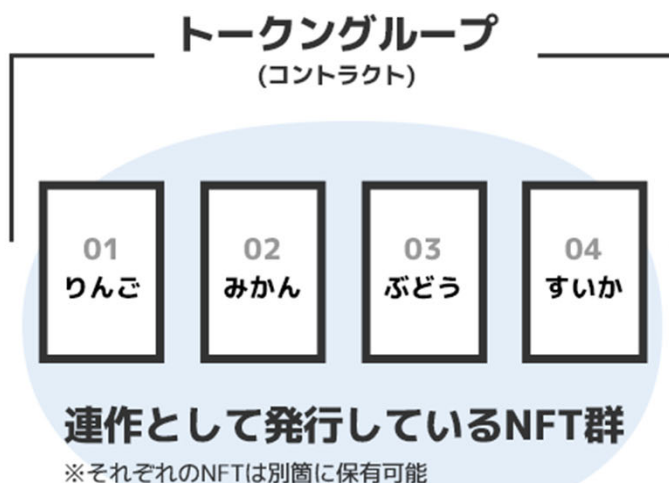 トークングループ
(コントラクト)
01
りんご
02
みかん
03
ぶどう
04
すいか
連作として発行しているNFT群
※それぞれのNFTは別箇に保有可能